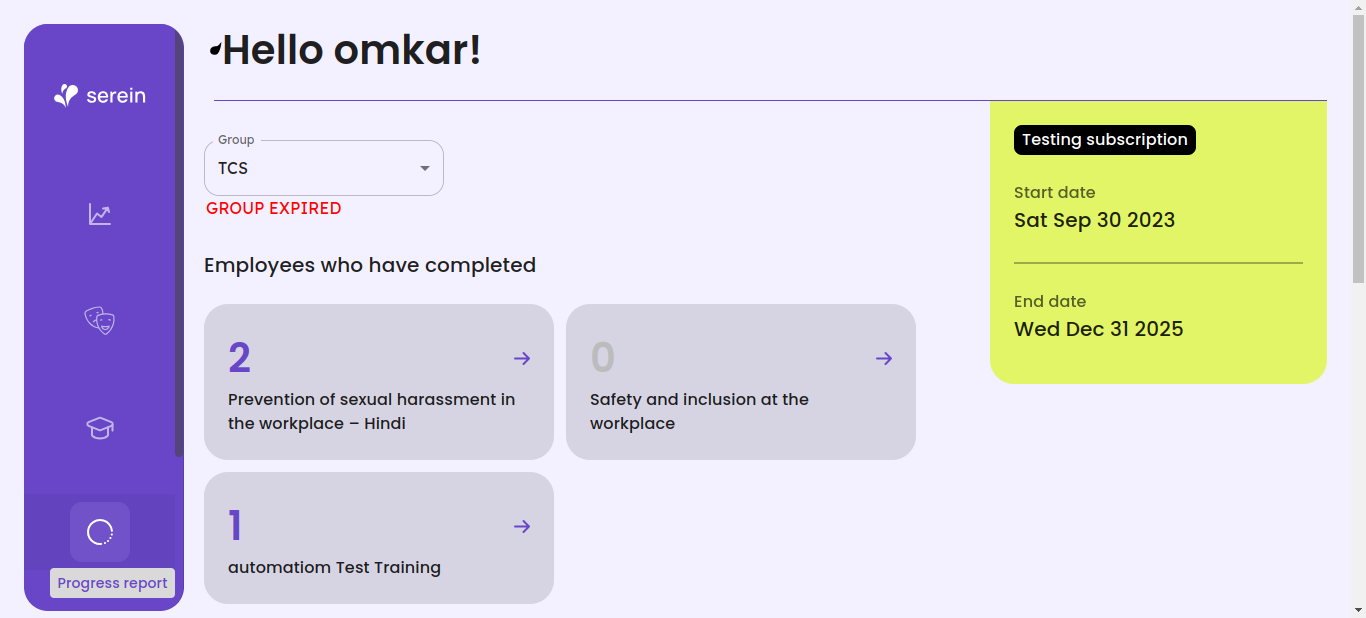 Hello omkar!
serein
Group
TCS
GROUP EXPIRED
Employees who have completed
2
Prevention of sexual harassment in
the workplace – Hindi
0
Safety and inclusion at the
workplace
1
automatiom Test Training
Testing subscription
Start date
Sat Sep 30 2023
End date
Wed Dec 31 2025
Progress report